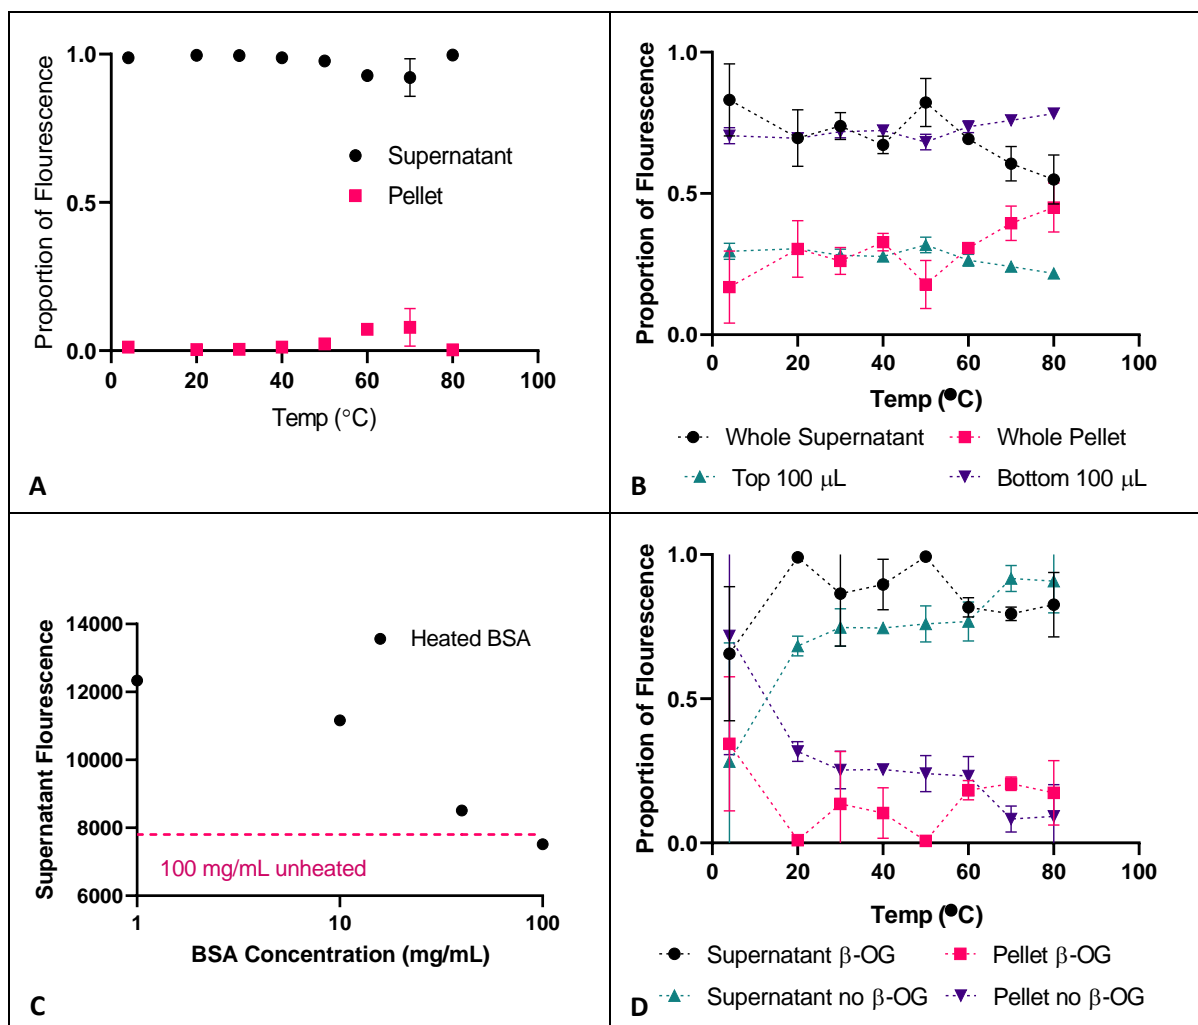 1.0
0.5
0.0
0 20 40 60 80 100
Proportion of Flourescence
Temp (°C)
Supernatant
Pellet
A
1.0
0.5
0.0
0 20 40 60 80 100
Proportion of Flourescence
Temp (°C)
Whole Supernatant Whole Pellet
Top 100 μL Bottom 100 μL
B
14000
12000
10000
8000
6000
1 10 100
Supernatant Flourescence
BSA Concentration (mg/mL)
Heated BSA
100 mg/mL unheated
C
1.0
0.5
0.0
0 20 40 60 80 100
Proportion of Flourescence
Temp (°C)
Supernatant β-OG Pellet β-OG
Supernatant no β-OG Pellet no β-OG
D